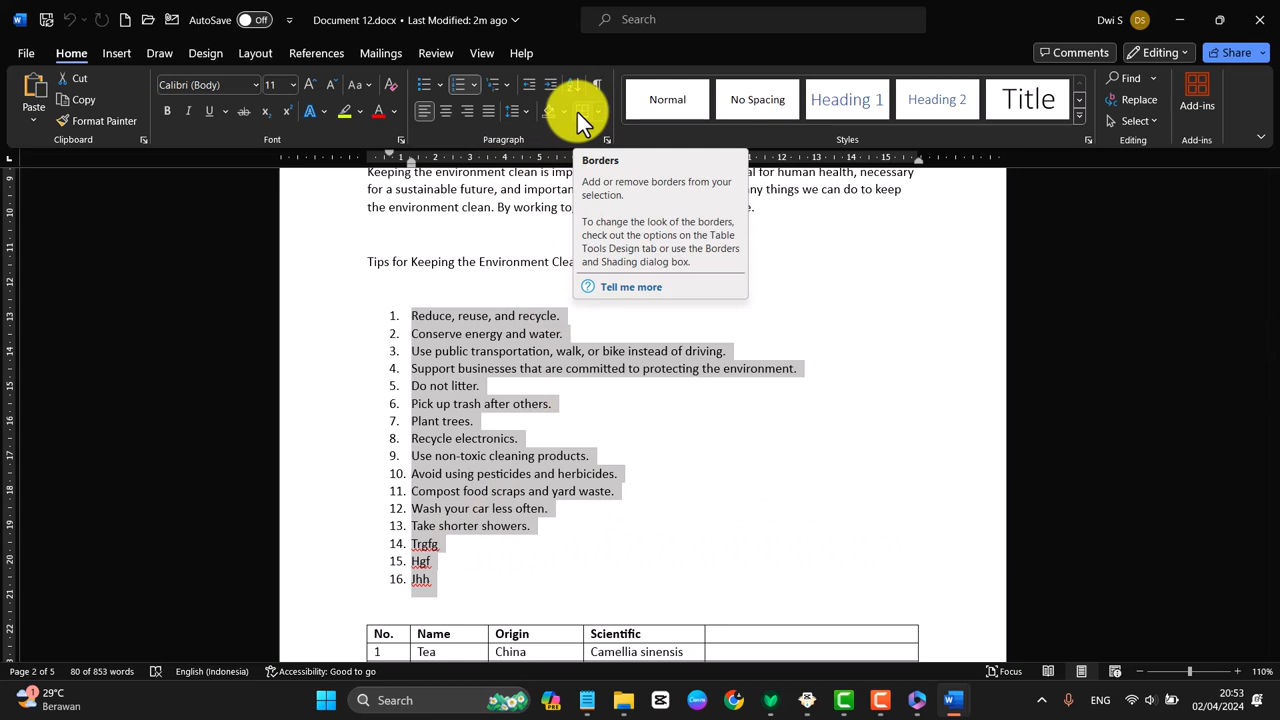 AutoSave Off Document 12.docx • Last Modified: 2m ago Search Dwi S DS
File Home Insert Draw Design Layout References Mailings Review View Help Comments Editing Share
Paste Cut Copy Format Painter Clipboard
Calibri (Body) 11 Font
Paragraph
Normal No Spacing Heading 1 Heading 2 Title Styles
Find Replace Select Editing
Add-ins Add-ins
Keeping the environment clean is imp al for human health, necessary
for a sustainable future, and importan ny things we can do to keep
the environment clean. By working to e.
Borders
Add or remove borders from your
selection.
To change the look of the borders,
check out the options on the Table
Tools Design tab or use the Borders
and Shading dialog box.
Tell me more
Tips for Keeping the Environment Clea
1. Reduce, reuse, and recycle.
2. Conserve energy and water.
3. Use public transportation, walk, or bike instead of driving.
4. Support businesses that are committed to protecting the environment.
5. Do not litter.
6. Pick up trash after others.
7. Plant trees.
8. Recycle electronics.
9. Use non-toxic cleaning products.
10. Avoid using pesticides and herbicides.
11. Compost food scraps and yard waste.
12. Wash your car less often.
13. Take shorter showers.
14. Trgfg
15. Hgf
16. Jhh
No. Name Origin Scientific
1 Tea China Camellia sinensis
Page 2 of 5 80 of 853 words English (Indonesia) Accessibility: Good to go Focus 110%
29°C
Berawan
Search
ENG
20:53
02/04/2024